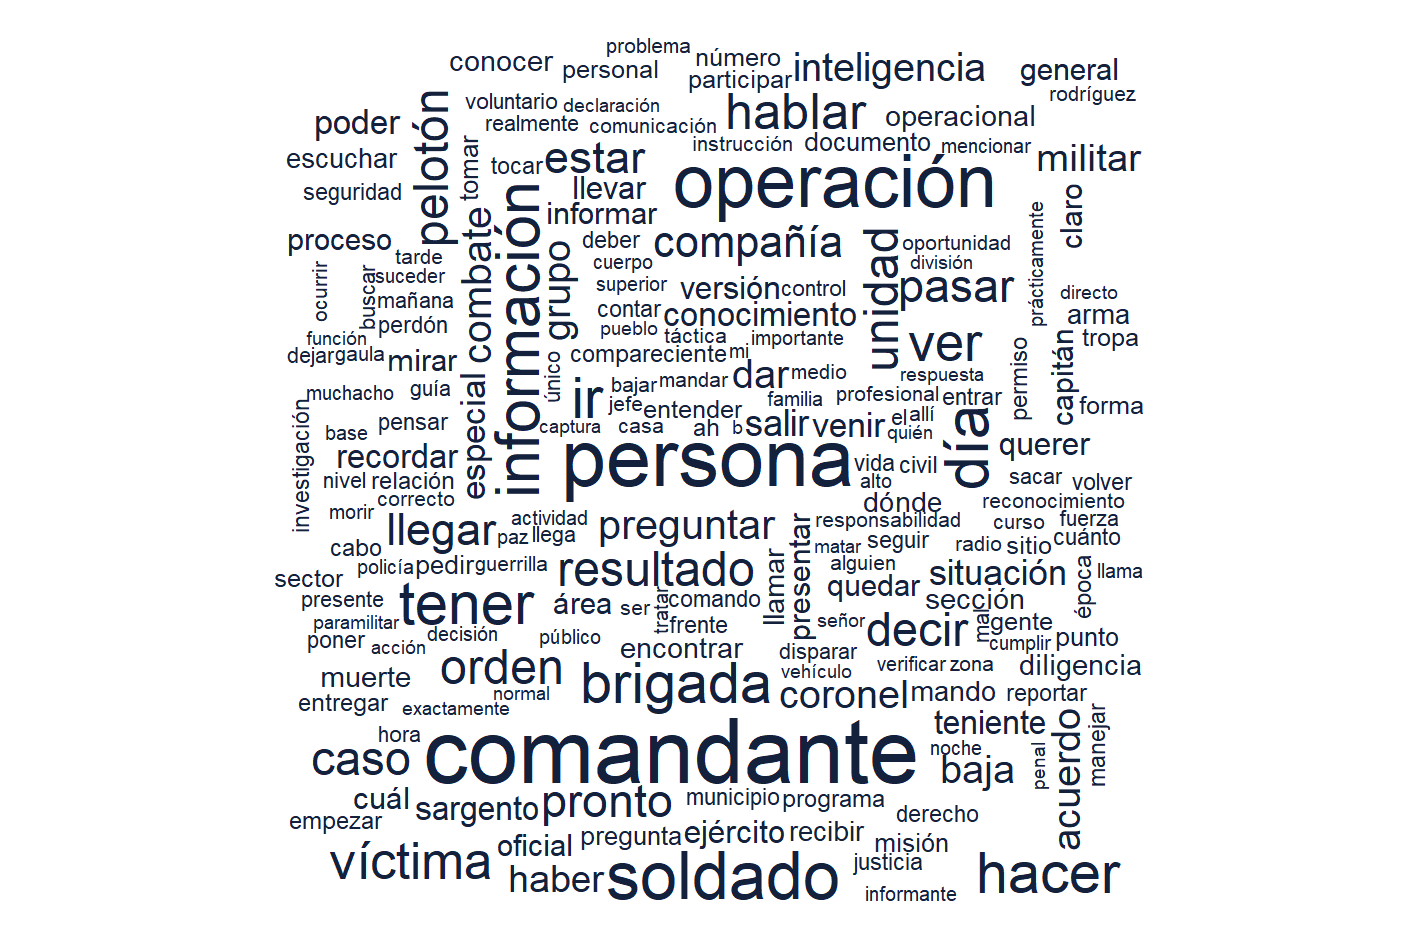 problema
conocer
personal
número
participar
inteligencia
general
rodríguez
voluntario
declaración
hablar
operacional
poder
pelotón
realmente
comunicación
instrucción
documento
mencionar
militar
escuchar
tomar
tocar
estar
seguridad
llevar
operación
informar
información
combate
proceso
grupo
deber
compañía
unidad
oportunidad
prácticamente
claro
tarde
cuerpo
división
suceder
superior
versión
control
pasar
directo
ocurrir
buscar
mañana
contar
conocimiento
arma
perdón
pueblo
táctica
importante
ver
tropa
función
dejar
gaula
mirar
compareciente
mi
único
especial
muchacho
guía
ir
bajar
mandar
dar
medio
respuesta
permiso
capitán
profesional
entrar
familia
jefe
entender
forma
investigación
base
pensar
captura
casa
ah
b
salir
venir
el
allí
quién
día
querer
recordar
persona
nivel
relación
vida
civil
alto
sacar
volver
correcto
dónde
reconocimiento
morir
llegar
actividad
paz
llega
preguntar
responsabilidad
curso
fuerza
cabo
presentar
matar
seguir
radio
sitio
cuánto
policía
pedir
guerrilla
resultado
llamar
alguien
situación
época
llama
sector
quedar
presente
tener
área
ser
tratar
comando
sección
paramilitar
frente
señor
decir
mal
gente
poner
acción
decisión
público
encontrar
cumplir
punto
disparar
muerte
orden
brigada
vehículo
verificar
zona
diligencia
entregar
normal
coronel
mando
reportar
exactamente
teniente
manejar
hora
comandante
noche
acuerdo
caso
baja
penal
cuál
sargento
pronto
municipio
programa
empezar
derecho
oficial
pregunta
ejército
recibir
misión
víctima
haber
soldado
justicia
hacer
informante